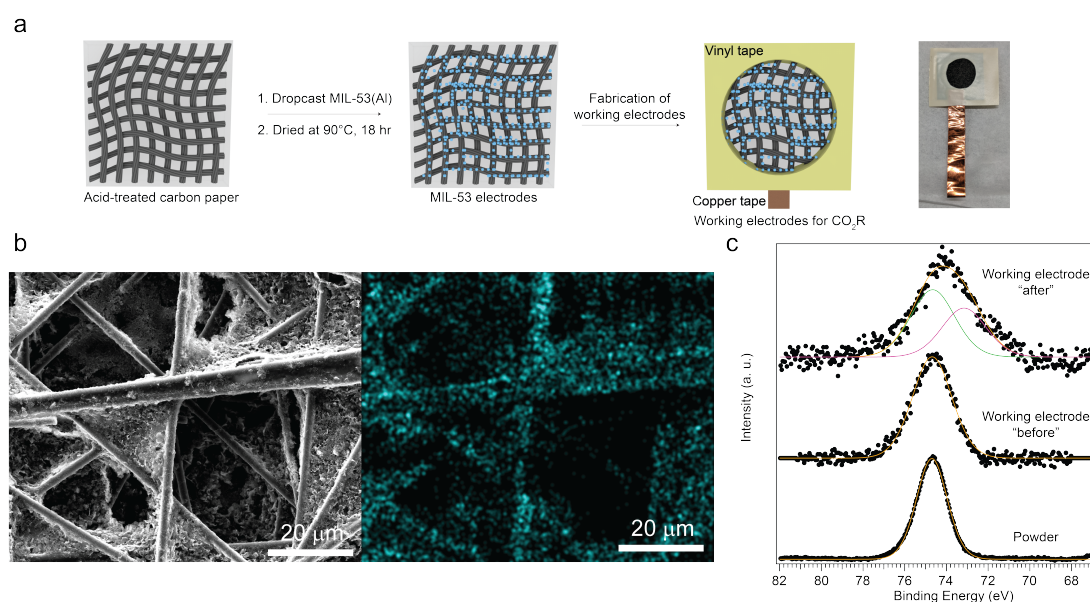 a
Vinyl tape
1. Dropcast MIL-53(Al)
2. Dried at 90°C, 18 hr
Fabrication of
working electrodes
Acid-treated carbon paper
MIL-53 electrodes
Copper tape
Working electrodes for CO₂R
b
20 μm
20 μm
c
Working electrode
“after”
Working electrode
“before”
Powder
Intensity (a. u.)
82 80 78 76 74 72 70 68
Binding Energy (eV)